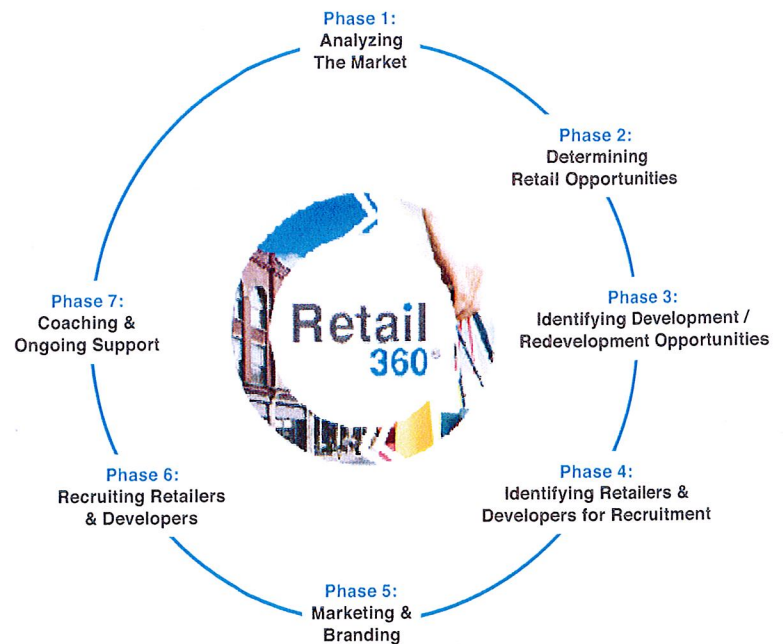 Phase 1:
Analyzing
The Market
Phase 2:
Determining
Retail Opportunities
Phase 3:
Identifying Development /
Redevelopment Opportunities
Phase 4:
Identifying Retailers &
Developers for Recruitment
Phase 5:
Marketing &
Branding
Phase 6:
Recruiting Retailers
& Developers
Phase 7:
Coaching &
Ongoing Support
Retail
360®